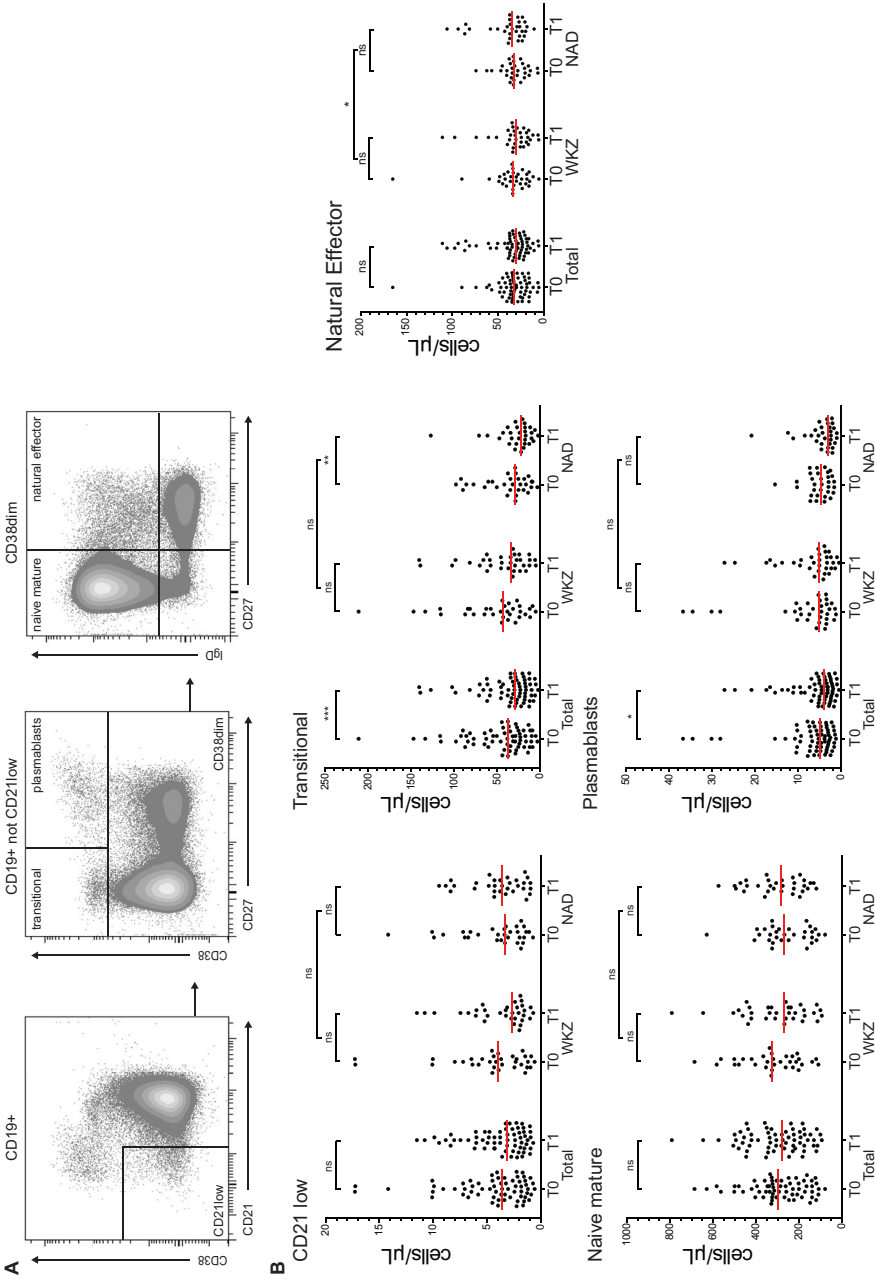 A
CD19+
CD38
CD21low
CD21
CD19+ not CD21low
transitional
plasmablasts
CD38
CD38dim
CD27
CD38dim
naive mature
natural effector
IgD
CD27
B
CD21 low
cells/µL
20
15
10
5
0
ns
ns
ns
ns
T0 T1 T0 T1 T0 T1
Total WKZ NAD
Transitional
cells/µL
250
200
150
100
50
0
***
ns
ns
**
T0 T1 T0 T1 T0 T1
Total WKZ NAD
Natural Effector
cells/µL
200
150
100
50
0
ns
ns
*
ns
T0 T1 T0 T1 T0 T1
Total WKZ NAD
Naive mature
cells/µL
1000
800
600
400
200
0
ns
ns
ns
ns
T0 T1 T0 T1 T0 T1
Total WKZ NAD
Plasmablasts
cells/µL
50
40
30
20
10
0
*
ns
ns
ns
T0 T1 T0 T1 T0 T1
Total WKZ NAD